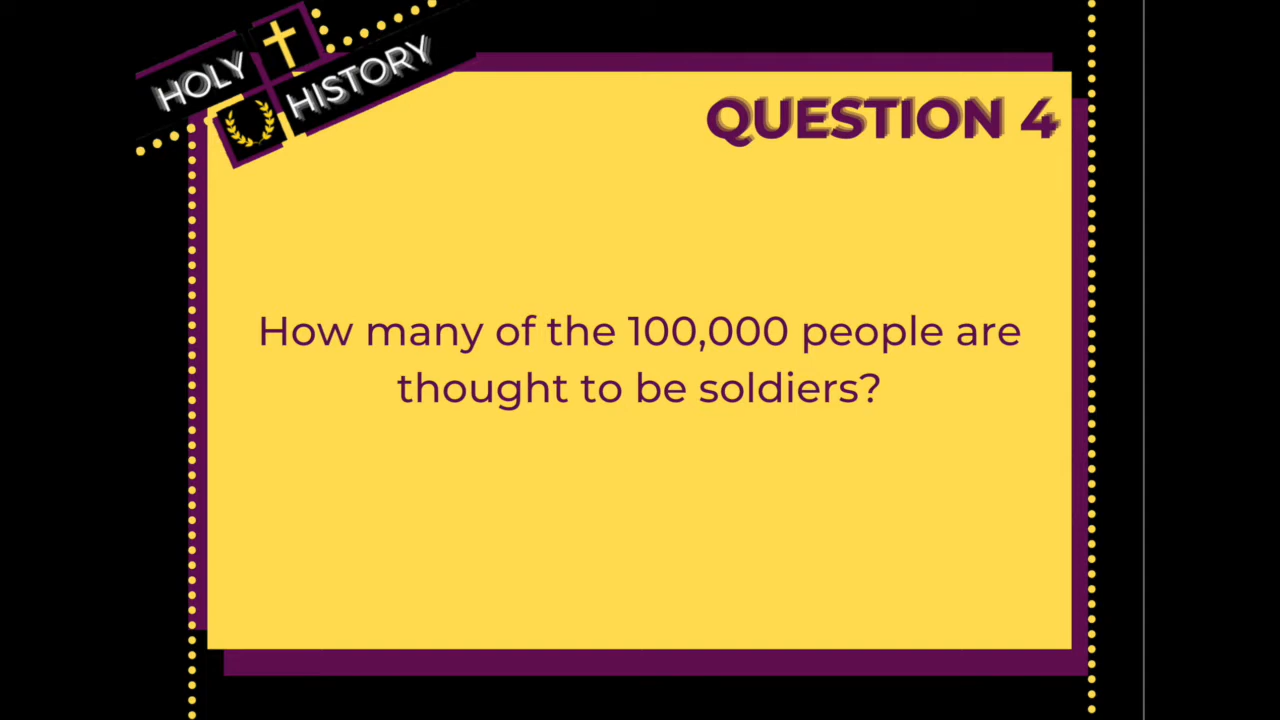 HOLY
HISTORY
QUESTION 4
How many of the 100,000 people are
thought to be soldiers?